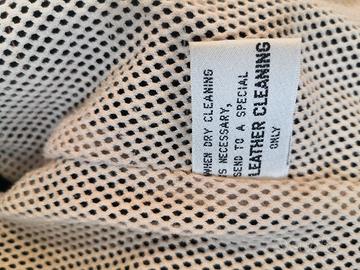 WHEN DRY CLEANING
IS NECESSARY,
SEND TO A SPECIAL
LEATHER CLEANING
ONLY